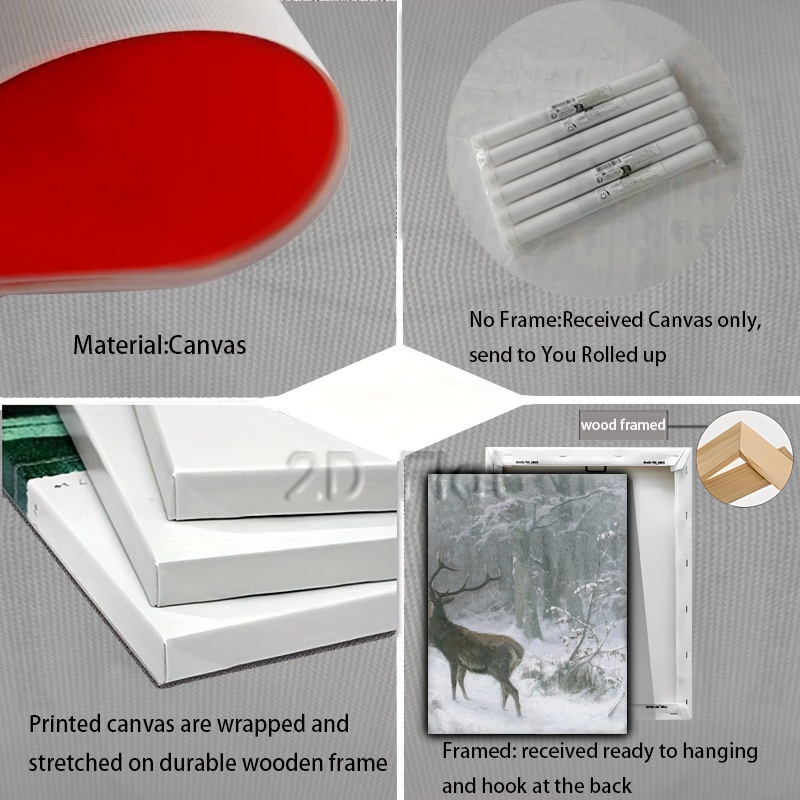 Material:Canvas
No Frame:Received Canvas only,
send to You Rolled up
wood framed
2D
Printed canvas are wrapped and
stretched on durable wooden frame
Framed: received ready to hanging
and hook at the back